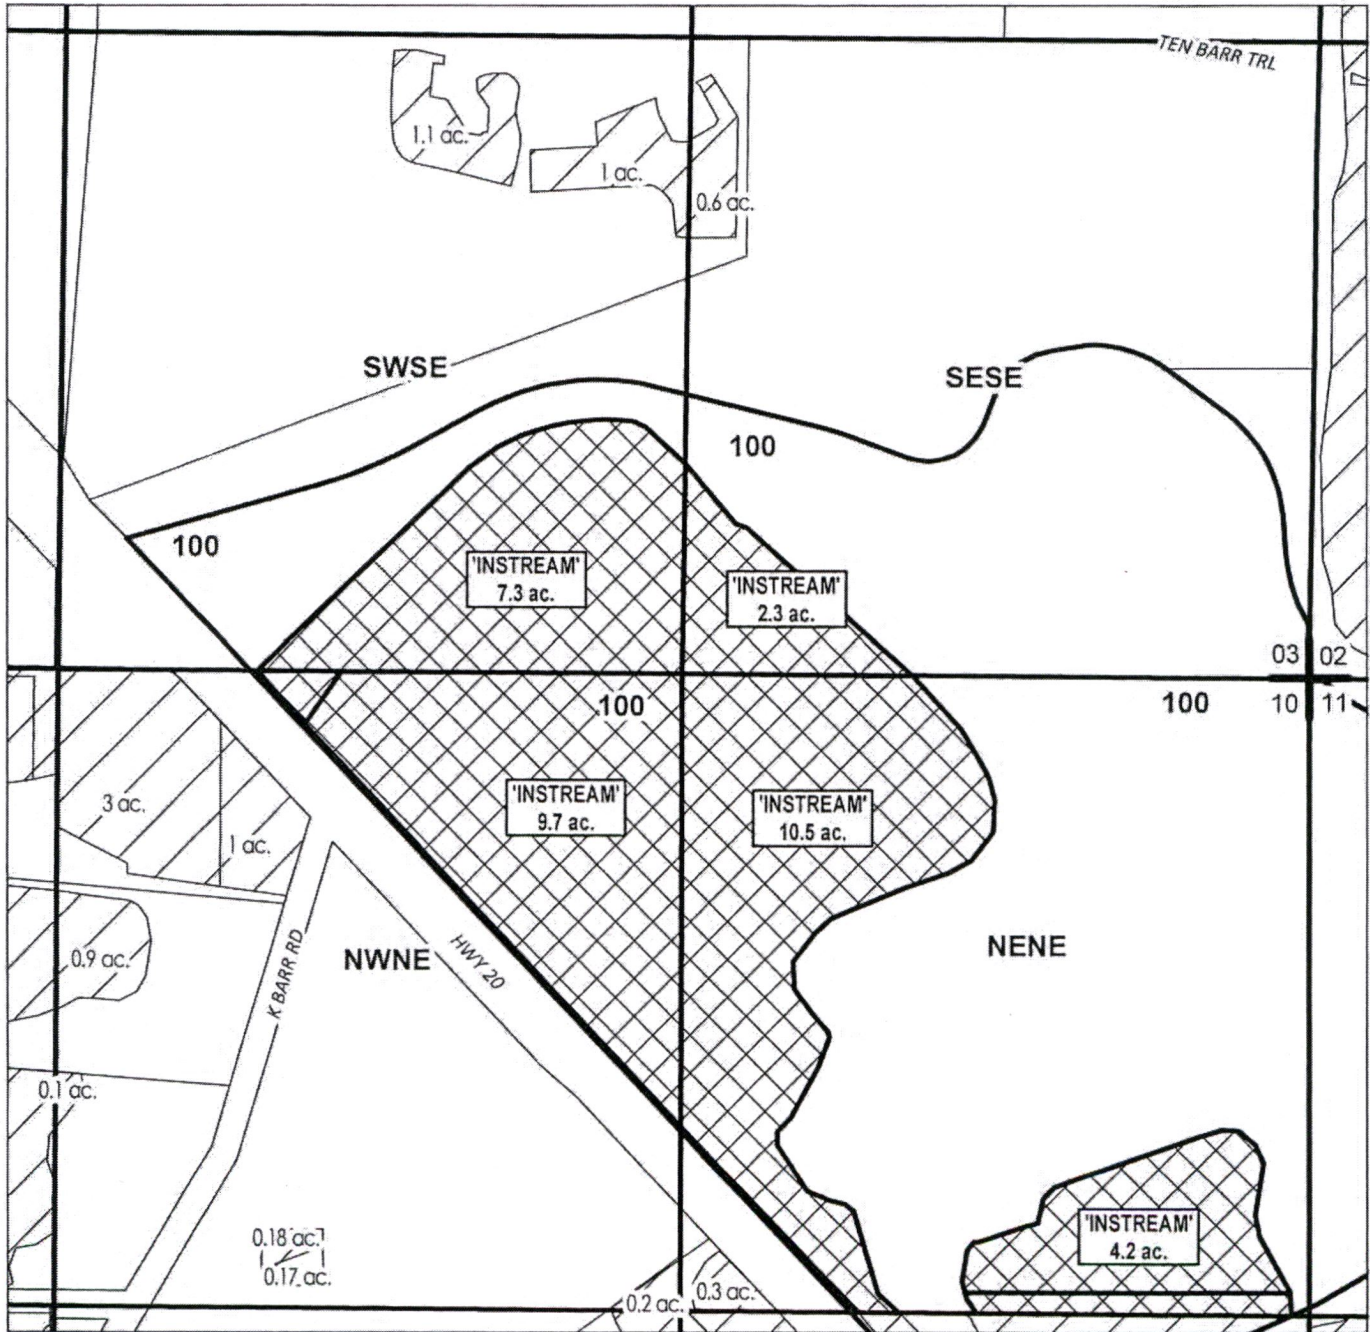 TEN BARR TRL
1.1 ac.
1 ac.
0.6 ac.
SWSE
SESE
100
100
'INSTREAM'
7.3 ac.
'INSTREAM'
2.3 ac.
03 02
10 11
100
100
'INSTREAM'
9.7 ac.
'INSTREAM'
10.5 ac.
3 ac.
1 ac.
0.9 ac.
NWNE
HWY 20
NENE
K BARR RD
0.1 ac.
0.18 ac.
0.17 ac.
'INSTREAM'
4.2 ac.
0.2 ac.
0.3 ac.